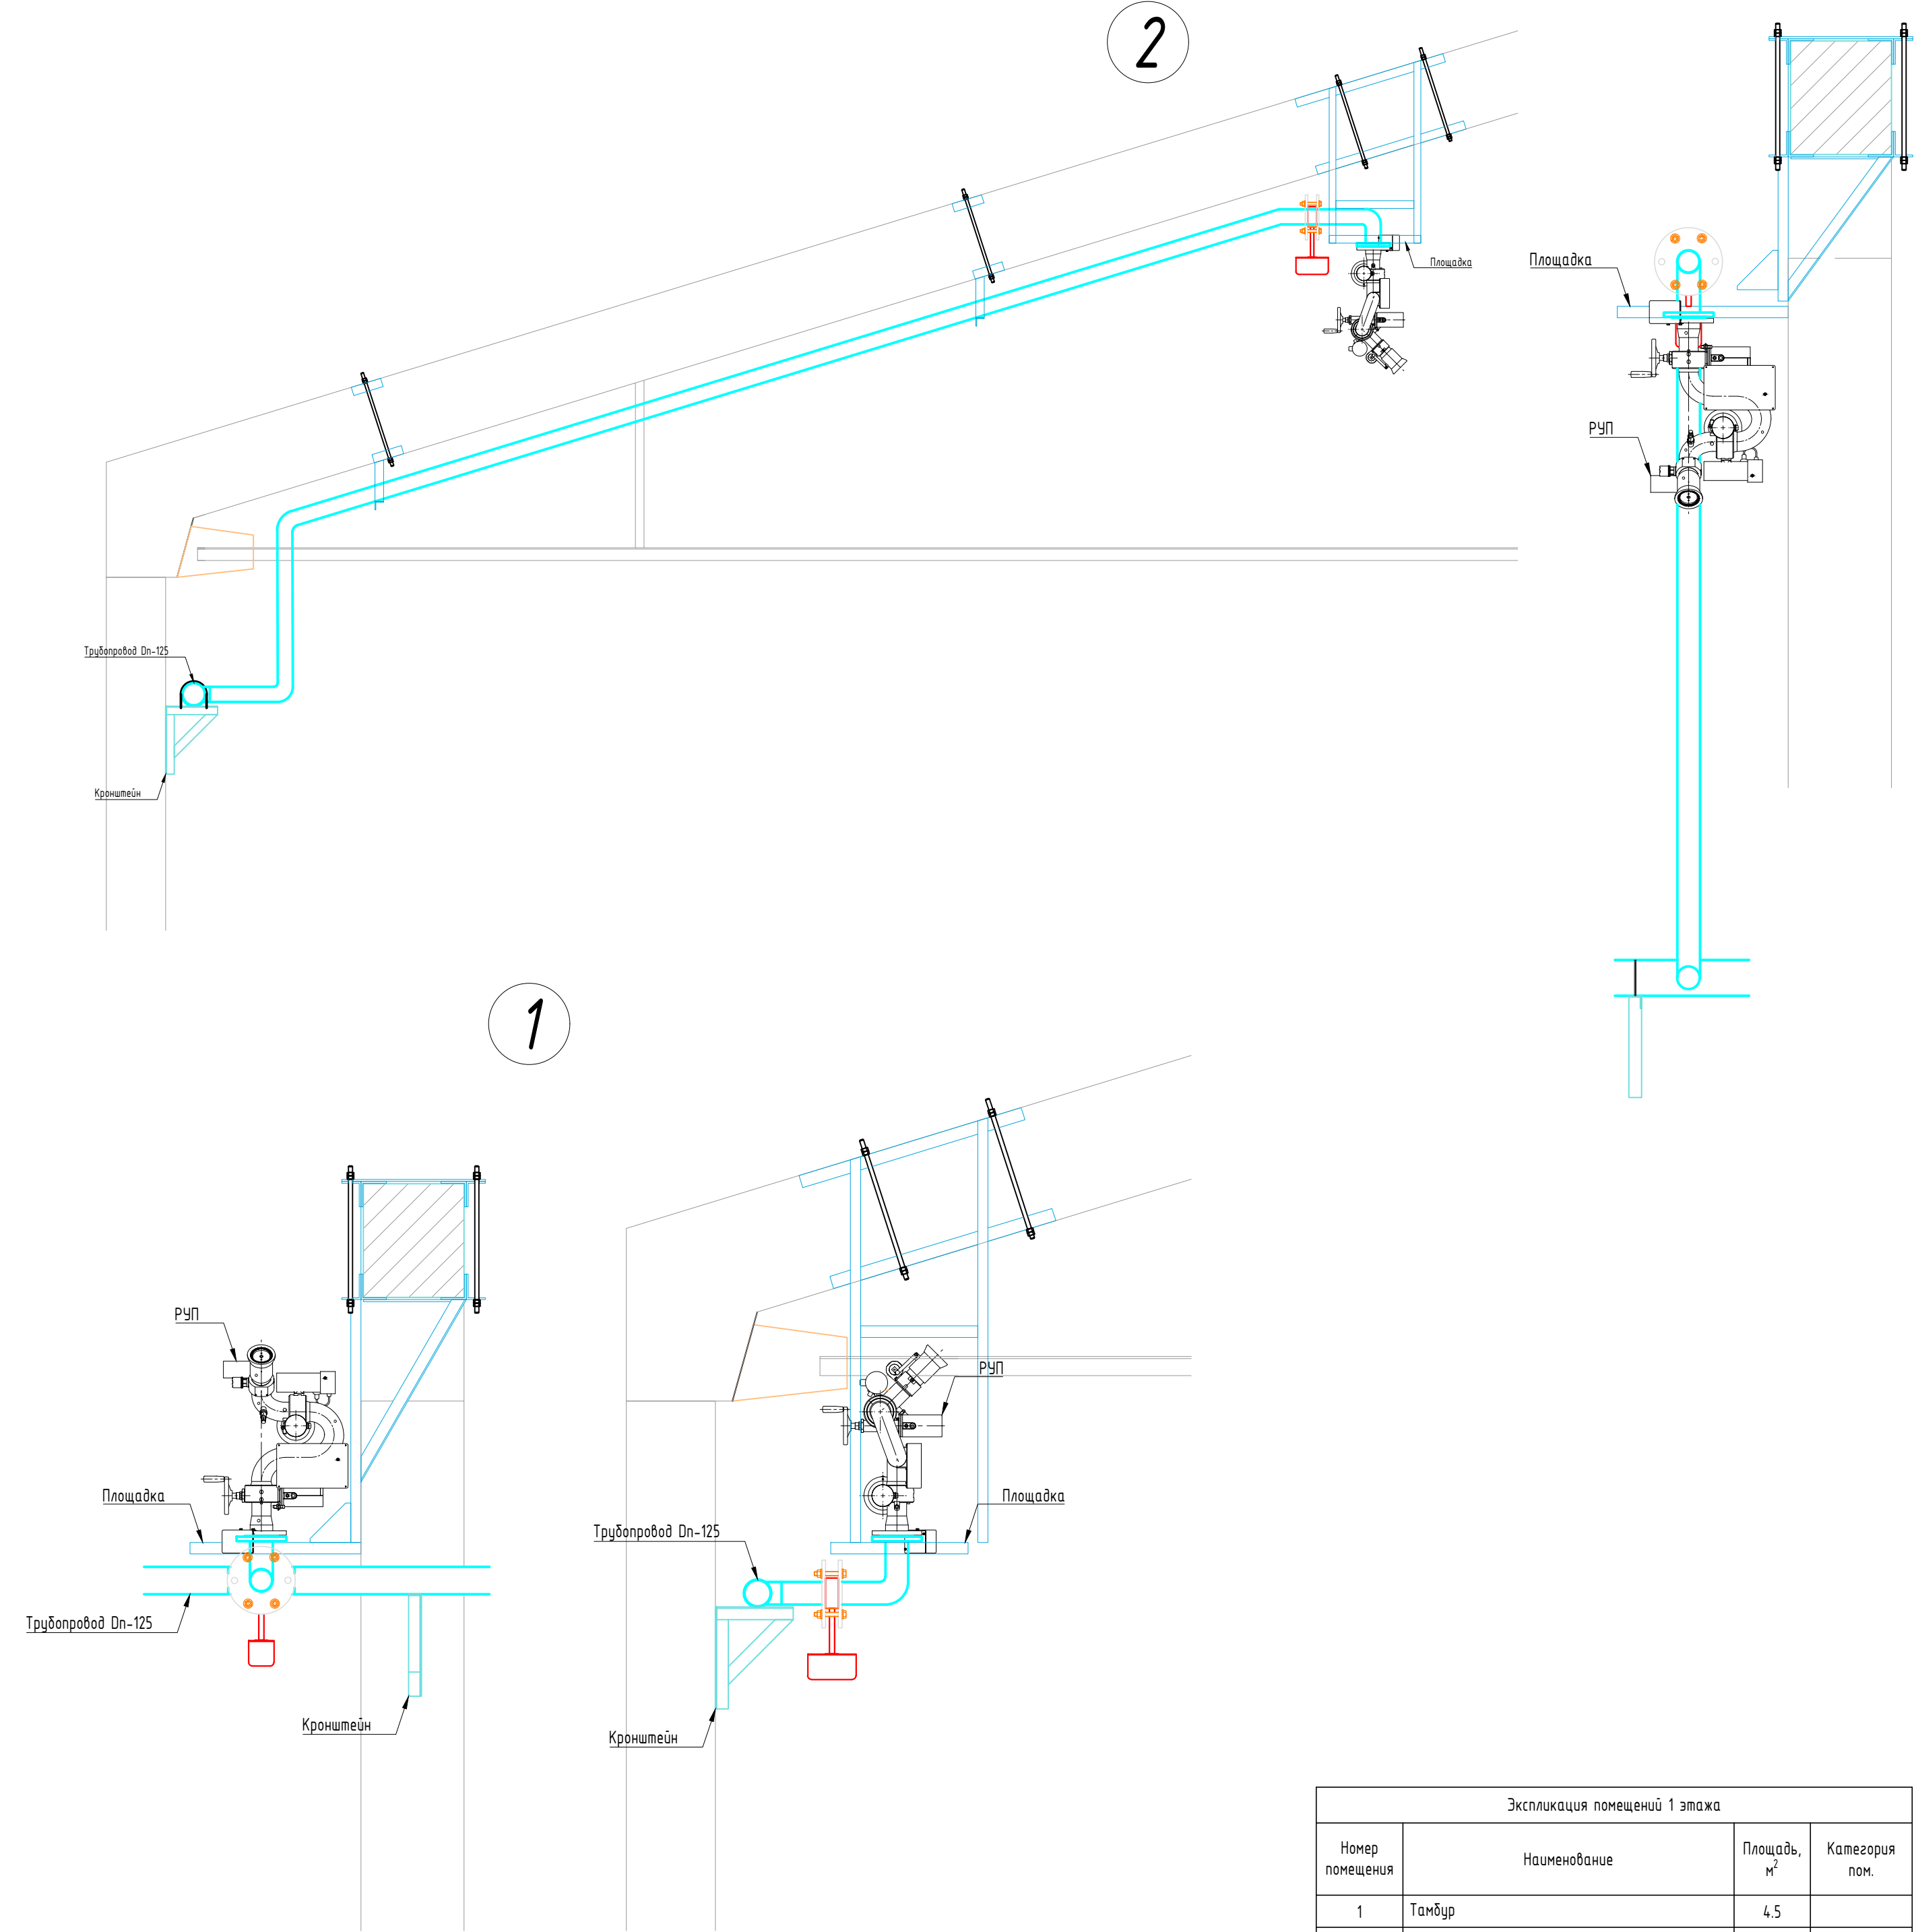 2
Площадка
Площадка
РУП
Трубопровод Dn-125
Кронштейн
1
РУП
РУП
Площадка
Площадка
Трубопровод Dn-125
Трубопровод Dn-125
Кронштейн
Кронштейн
Экспликация помещений 1 этажа
Номер помещения
Наименование
Площадь, м²
Категория пом.
1 Тамбур 4.5